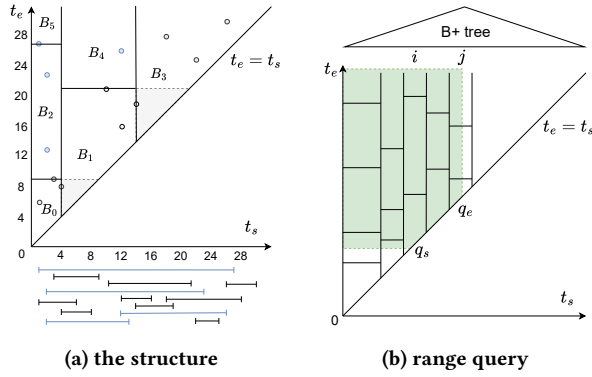 t_e
28
24
20
16
12
8
4
0
4
8
12
16
20
24
28
t_s
B_5
B_4
B_3
B_2
B_1
B_0
t_e = t_s
(a) the structure
B+ tree
i
j
t_e
t_e = t_s
q_e
q_s
t_s
0
(b) range query